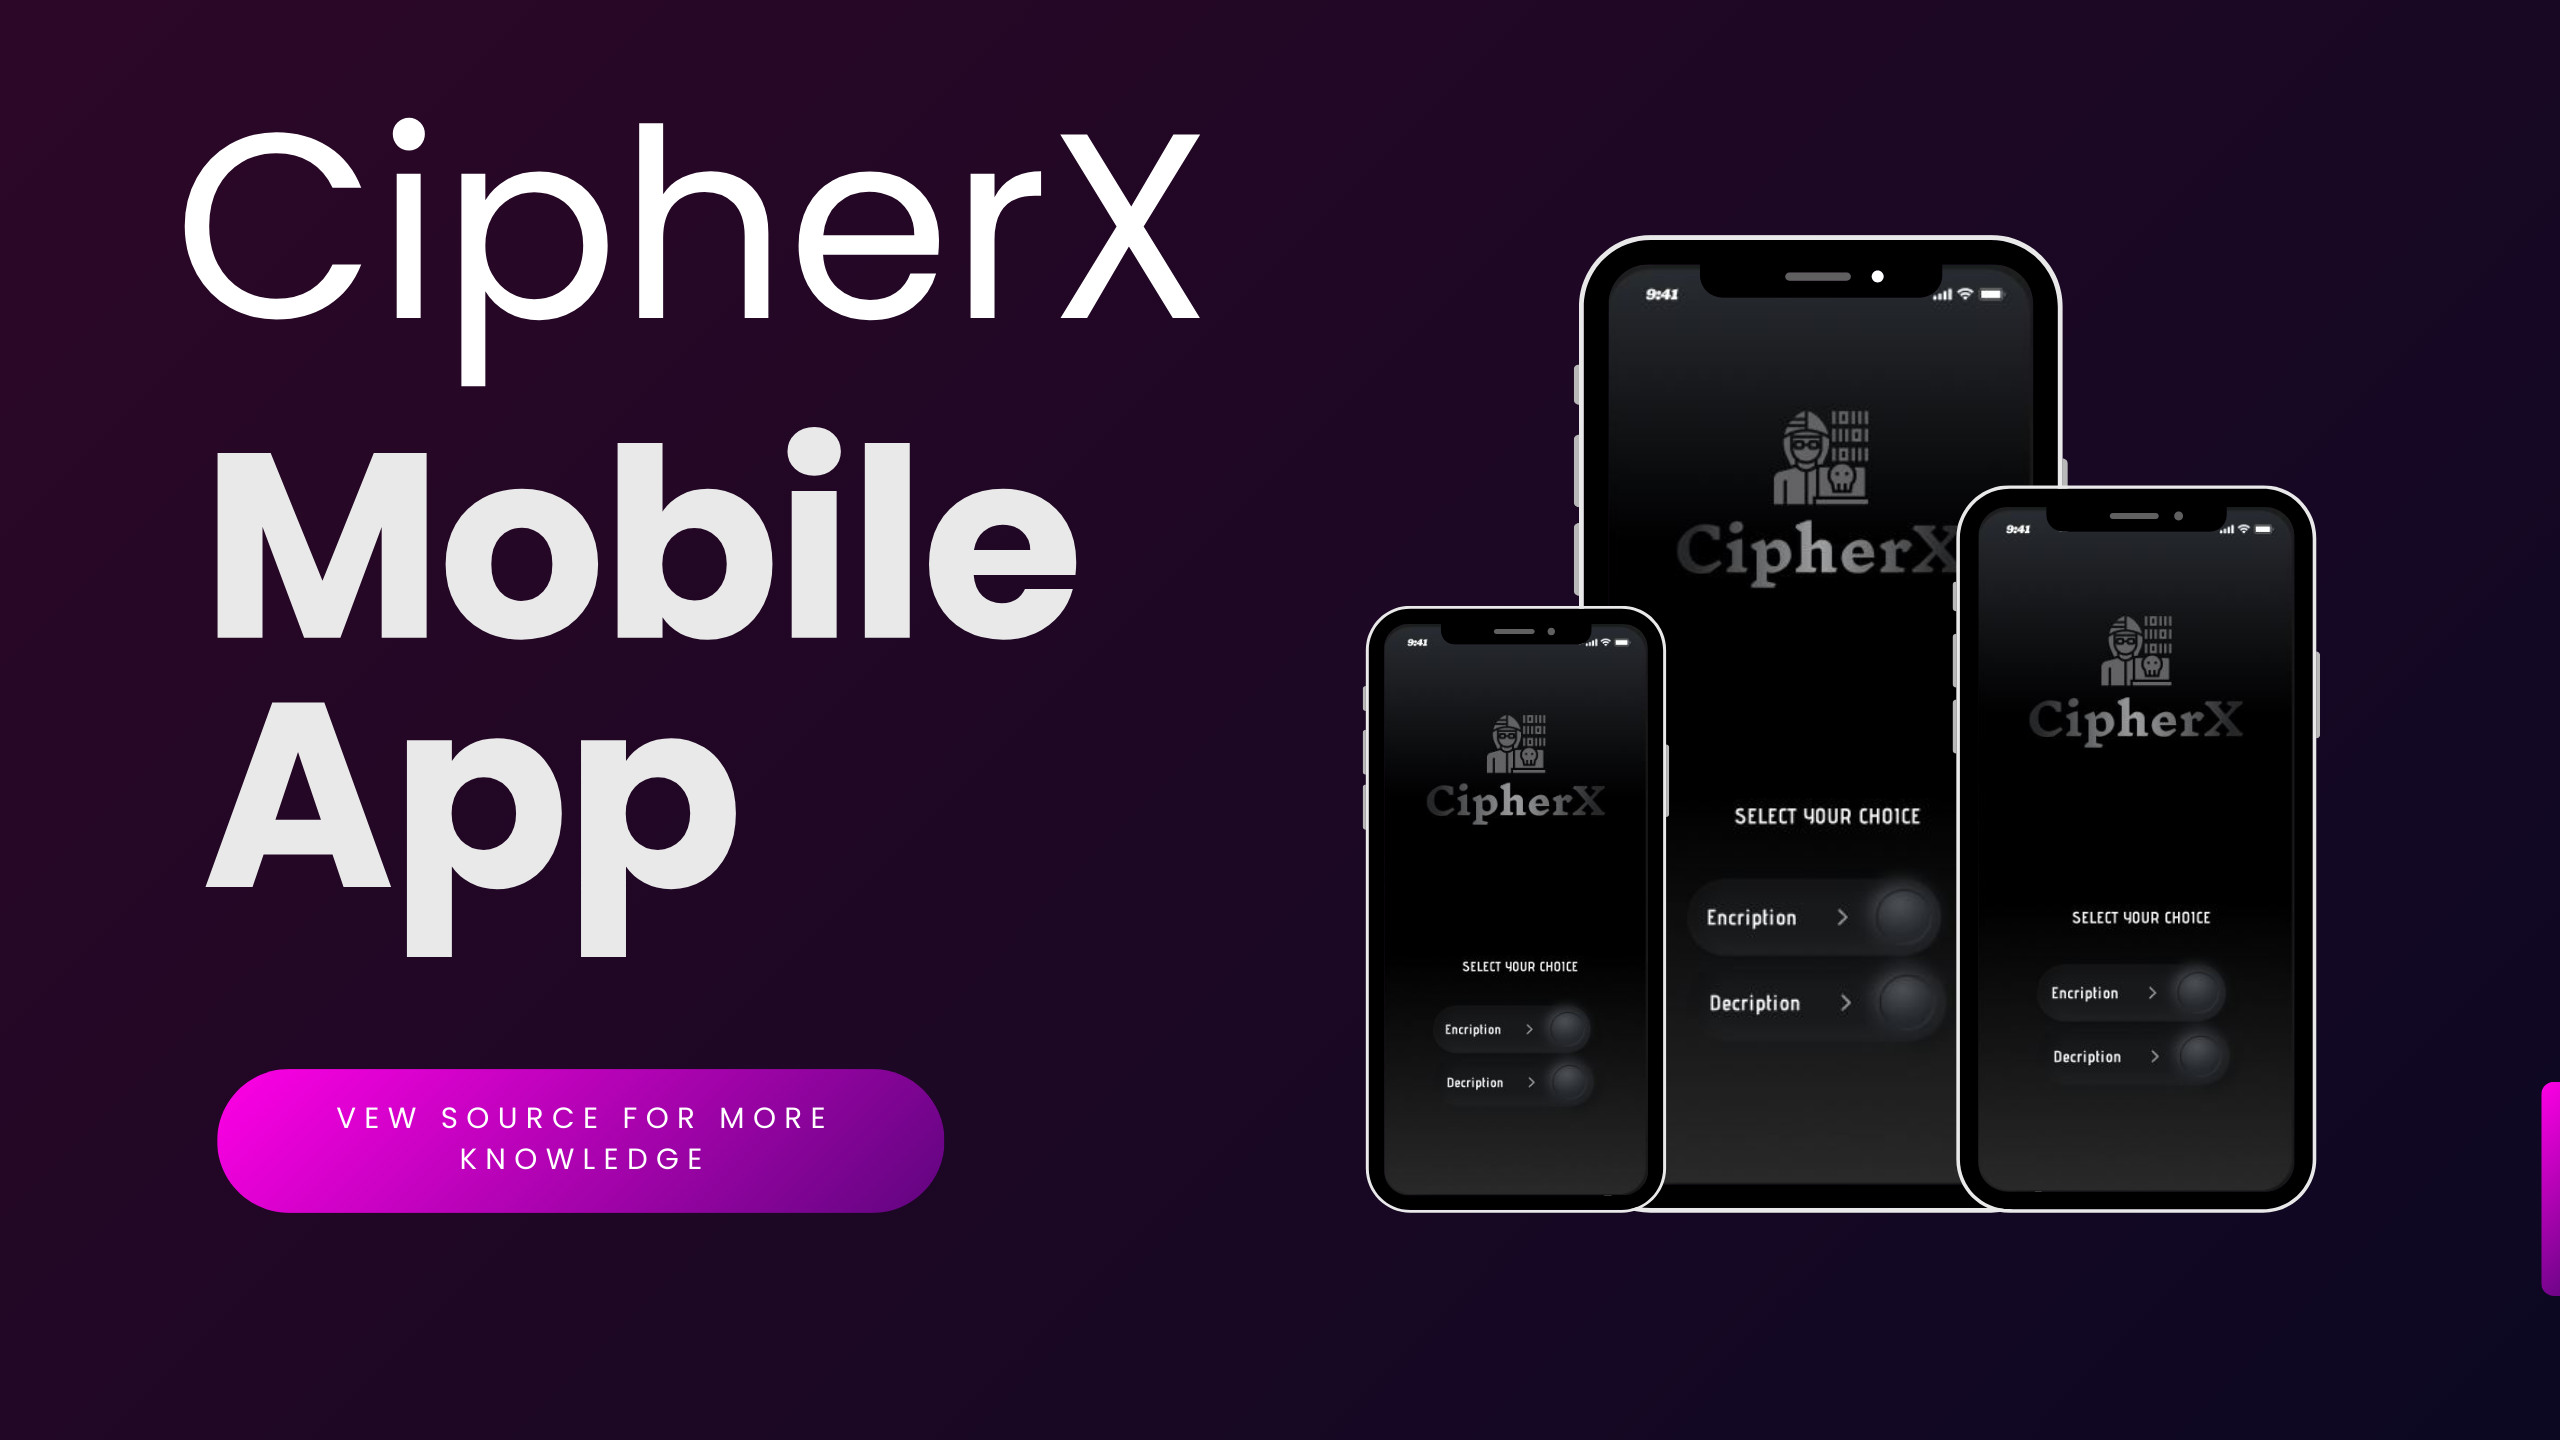 CipherX
Mobile
App
VEW SOURCE FOR MORE
KNOWLEDGE
9:41
CipherX
SELECT YOUR CHOICE
Encription >
Decription >
9:41
CipherX
SELECT YOUR CHOICE
Encription >
Decription >
9:41
CipherX
SELECT YOUR CHOICE
Encription >
Decription >